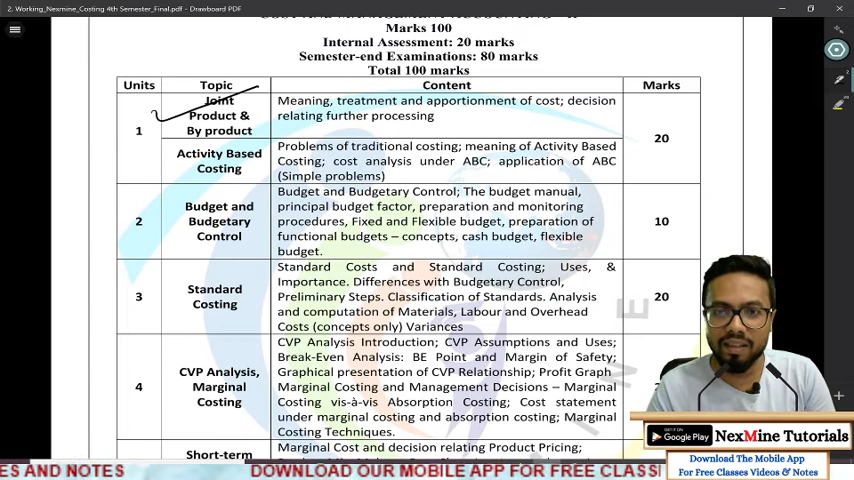 2. Working_Nexmine_Costing 4th Semester_Final.pdf - Drawboard PDF
Marks 100
Internal Assessment: 20 marks
Semester-end Examinations: 80 marks
Total 100 marks
Units Topic Content Marks
1
Joint
Product &
By product
Meaning, treatment and apportionment of cost; decision
relating further processing
20
Activity Based
Costing
Problems of traditional costing; meaning of Activity Based
Costing; cost analysis under ABC; application of ABC
(Simple problems)
2
Budget and
Budgetary
Control
Budget and Budgetary Control; The budget manual,
principal budget factor, preparation and monitoring
procedures, Fixed and Flexible budget, preparation of
functional budgets – concepts, cash budget, flexible
budget.
10
3
Standard
Costing
Standard Costs and Standard Costing; Uses, &
Importance. Differences with Budgetary Control,
Preliminary Steps. Classification of Standards. Analysis
and computation of Materials, Labour and Overhead
Costs (concepts only) Variances
20
4
CVP Analysis,
Marginal
Costing
CVP Analysis Introduction; CVP Assumptions and Uses;
Break-Even Analysis: BE Point and Margin of Safety;
Graphical presentation of CVP Relationship; Profit Graph
Marginal Costing and Management Decisions – Marginal
Costing vis-à-vis Absorption Costing; Cost statement
under marginal costing and absorption costing; Marginal
Costing Techniques.
Short-term
Marginal Cost and decision relating Product Pricing;
GET IT ON
Google Play
NexMine Tutorials
Download The Mobile App
For Free Classes Videos & Notes
ES AND NOTES
DOWNLOAD OUR MOBILE APP FOR FREE CLASS